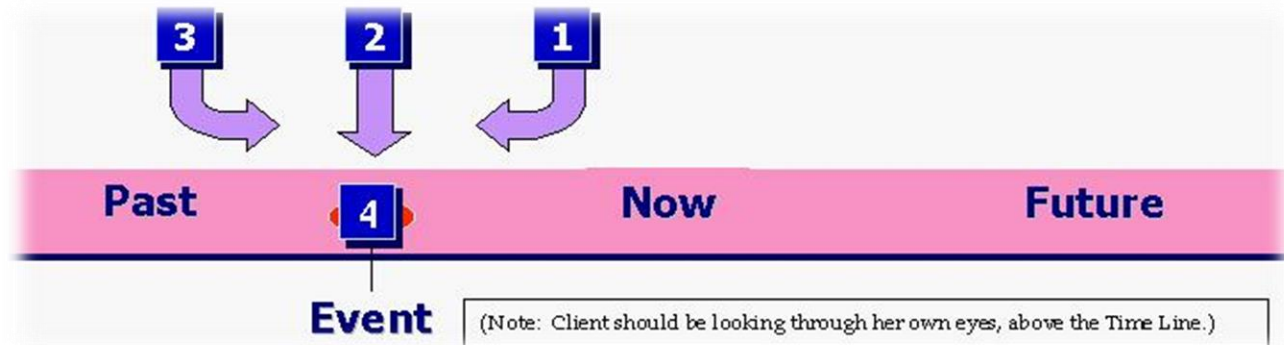 3 2 1
Past 4 Now Future
Event
(Note: Client should be looking through her own eyes, above the Time Line.)